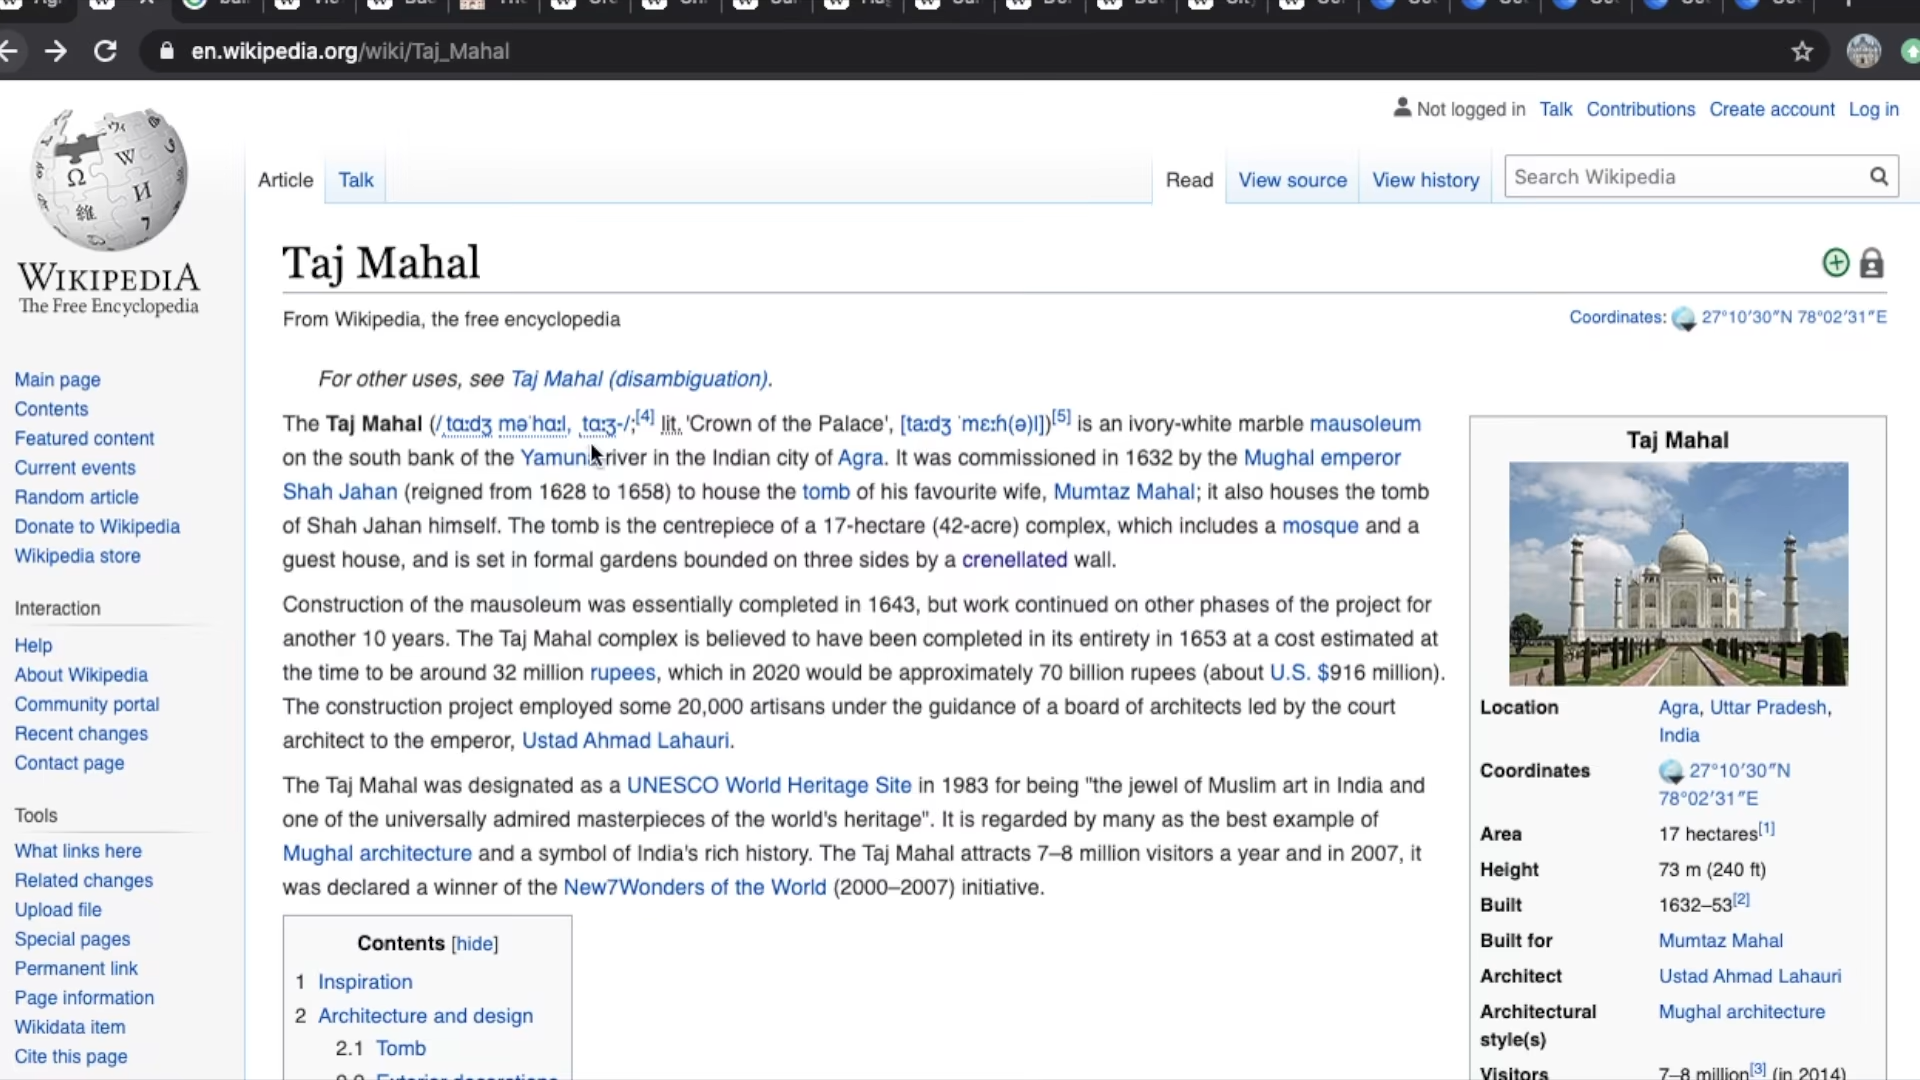 en.wikipedia.org/wiki/Taj_Mahal
Not logged in Talk Contributions Create account Log in
Article Talk Read View source View history Search Wikipedia
WIKIPEDIA
The Free Encyclopedia
Main page
Contents
Featured content
Current events
Random article
Donate to Wikipedia
Wikipedia store
Interaction
Help
About Wikipedia
Community portal
Recent changes
Contact page
Tools
What links here
Related changes
Upload file
Special pages
Permanent link
Page information
Wikidata item
Cite this page
Taj Mahal
From Wikipedia, the free encyclopedia
Coordinates: 27°10′30″N 78°02′31″E
For other uses, see Taj Mahal (disambiguation).
The Taj Mahal (/ˌtɑːdʒ məˈhɑːl, ˌtɑːʒ-/;[4] lit. 'Crown of the Palace', [taːdʒ ˈmɛːɦ(ə)l])[5] is an ivory-white marble mausoleum
on the south bank of the Yamuna river in the Indian city of Agra. It was commissioned in 1632 by the Mughal emperor
Shah Jahan (reigned from 1628 to 1658) to house the tomb of his favourite wife, Mumtaz Mahal; it also houses the tomb
of Shah Jahan himself. The tomb is the centrepiece of a 17-hectare (42-acre) complex, which includes a mosque and a
guest house, and is set in formal gardens bounded on three sides by a crenellated wall.
Construction of the mausoleum was essentially completed in 1643, but work continued on other phases of the project for
another 10 years. The Taj Mahal complex is believed to have been completed in its entirety in 1653 at a cost estimated at
the time to be around 32 million rupees, which in 2020 would be approximately 70 billion rupees (about U.S. $916 million).
The construction project employed some 20,000 artisans under the guidance of a board of architects led by the court
architect to the emperor, Ustad Ahmad Lahauri.
The Taj Mahal was designated as a UNESCO World Heritage Site in 1983 for being "the jewel of Muslim art in India and
one of the universally admired masterpieces of the world's heritage". It is regarded by many as the best example of
Mughal architecture and a symbol of India's rich history. The Taj Mahal attracts 7–8 million visitors a year and in 2007, it
was declared a winner of the New7Wonders of the World (2000–2007) initiative.
Contents [hide]
1 Inspiration
2 Architecture and design
2.1 Tomb
Exterior decorations
Taj Mahal
Location Agra, Uttar Pradesh,
India
Coordinates 27°10′30″N
78°02′31″E
Area 17 hectares[1]
Height 73 m (240 ft)
Built 1632–53[2]
Built for Mumtaz Mahal
Architect Ustad Ahmad Lahauri
Architectural Mughal architecture
style(s)
Visitors 7–8 million[3] (in 2014)